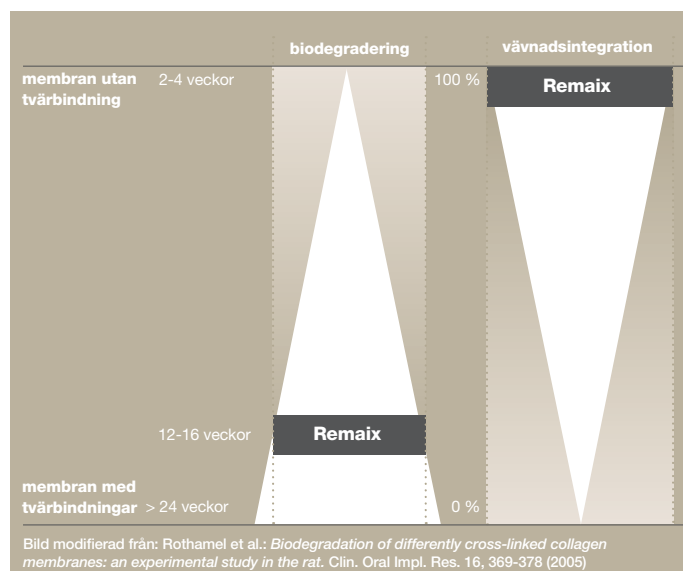 biodegradering
vävnadsintegration
membran utan
tvärbindning
2-4 veckor
100 %
Remaix
12-16 veckor
Remaix
membran med
tvärbindningar
> 24 veckor
0 %
Bild modifierad från: Rothamel et al.: Biodegradation of differently cross-linked collagen
membranes: an experimental study in the rat. Clin. Oral Impl. Res. 16, 369-378 (2005)